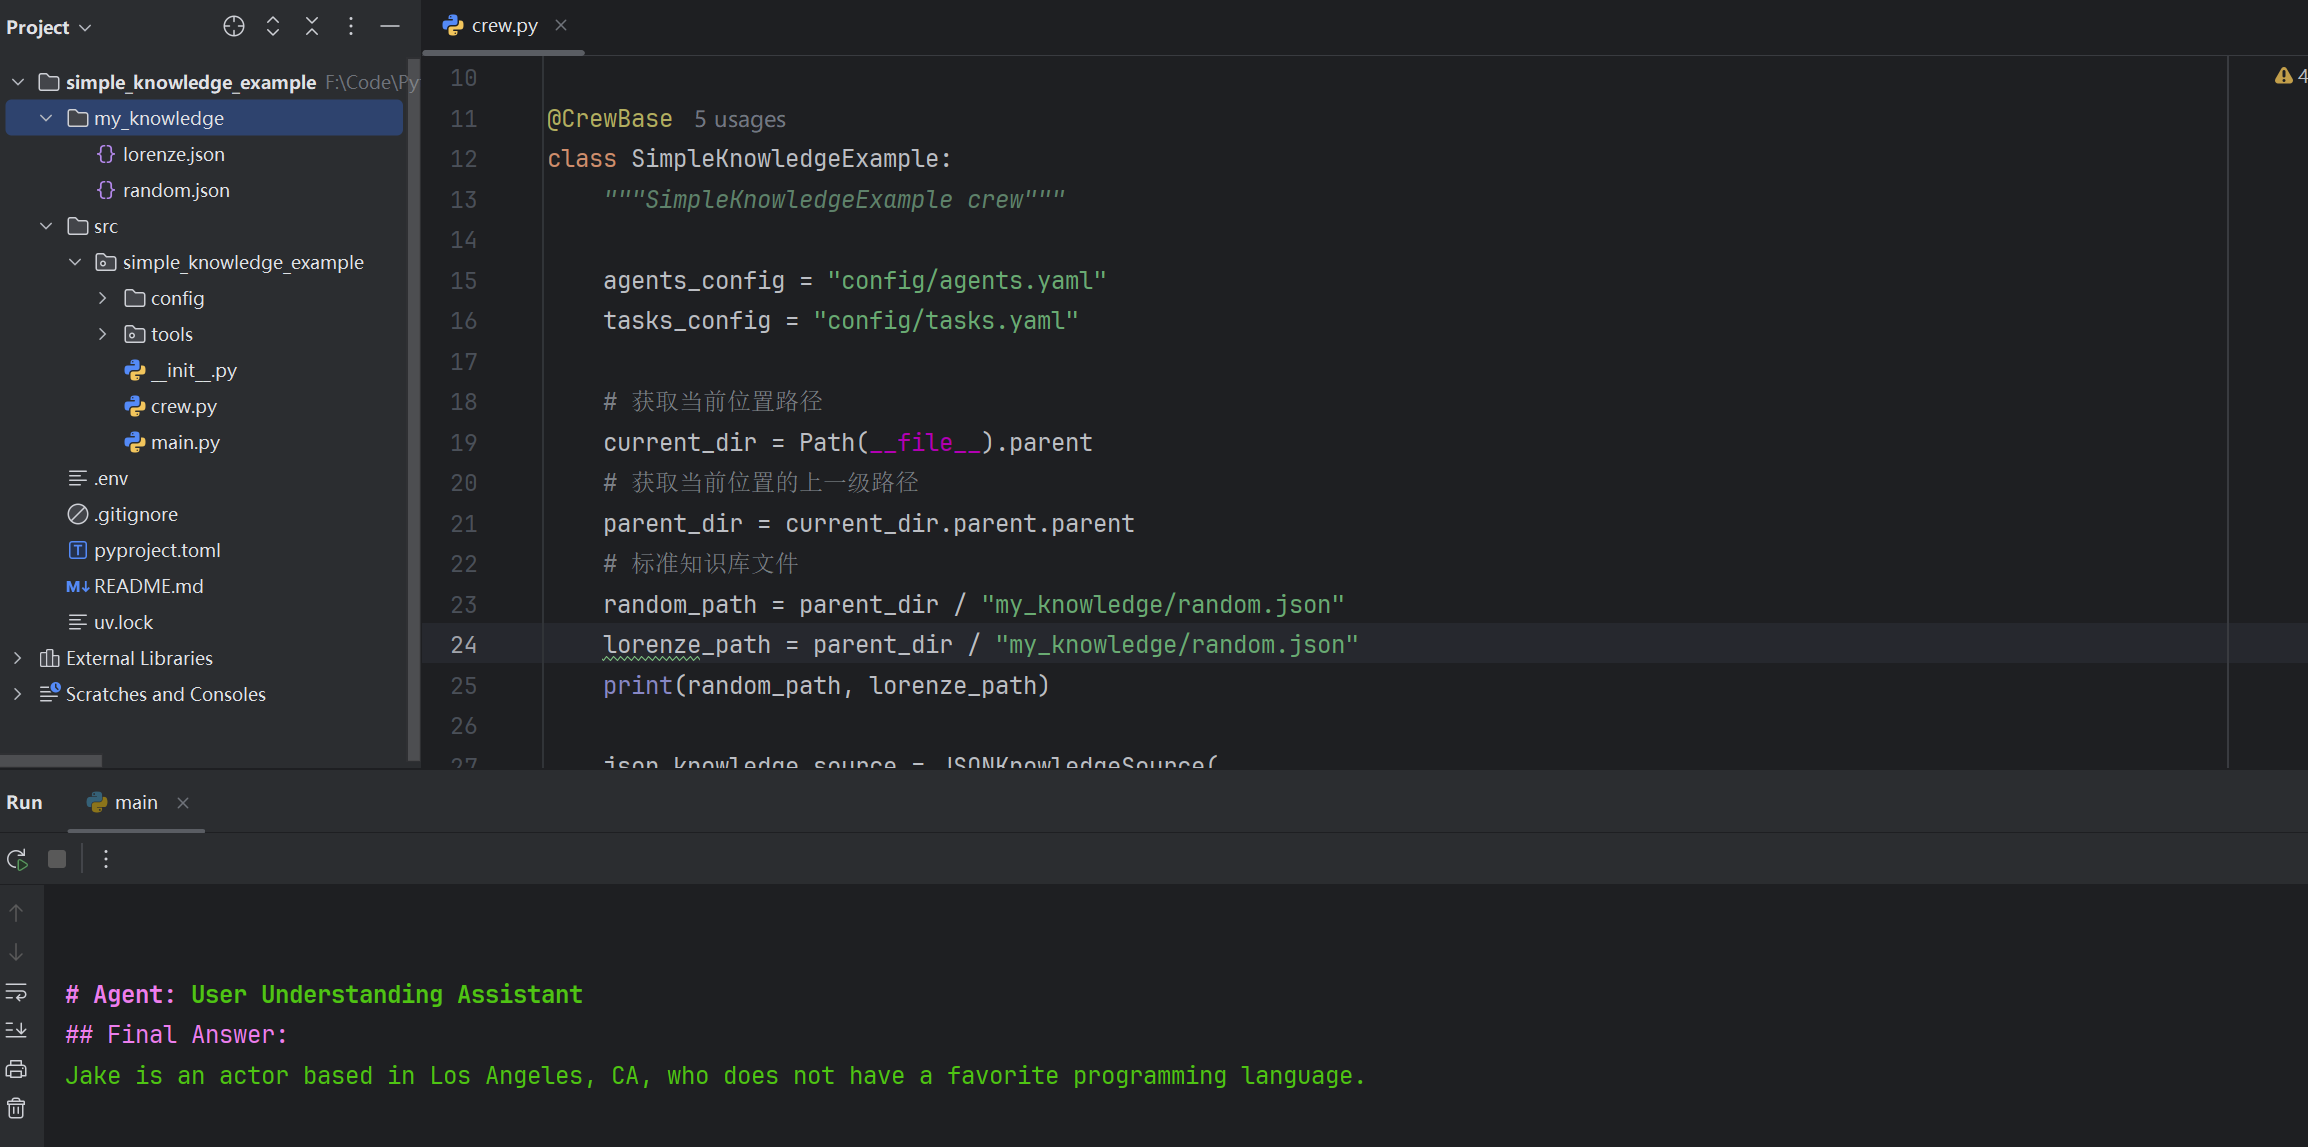 Project
simple_knowledge_example F:\Code\Py
my_knowledge
lorenze.json
random.json
src
simple_knowledge_example
config
tools
__init__.py
crew.py
main.py
.env
.gitignore
pyproject.toml
README.md
uv.lock
External Libraries
Scratches and Consoles
crew.py
4
10
11 @CrewBase 5 usages
12 class SimpleKnowledgeExample:
13 """SimpleKnowledgeExample crew"""
14
15 agents_config = "config/agents.yaml"
16 tasks_config = "config/tasks.yaml"
17
18 # 获取当前位置路径
19 current_dir = Path(__file__).parent
20 # 获取当前位置的上一级路径
21 parent_dir = current_dir.parent.parent
22 # 标准知识库文件
23 random_path = parent_dir / "my_knowledge/random.json"
24 lorenze_path = parent_dir / "my_knowledge/random.json"
25 print(random_path, lorenze_path)
26
27 json_knowledge_source = JSONKnowledgeSource(
Run main
# Agent: User Understanding Assistant
## Final Answer:
Jake is an actor based in Los Angeles, CA, who does not have a favorite programming language.